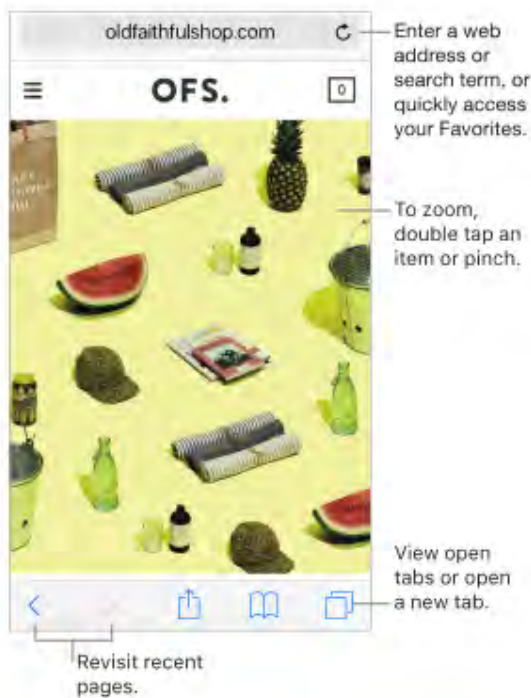 oldfaithfulshop.com
Enter a web
address or
search term, or
quickly access
your Favorites.
OFS.
0
To zoom,
double tap an
item or pinch.
View open
tabs or open
a new tab.
Revisit recent
pages.